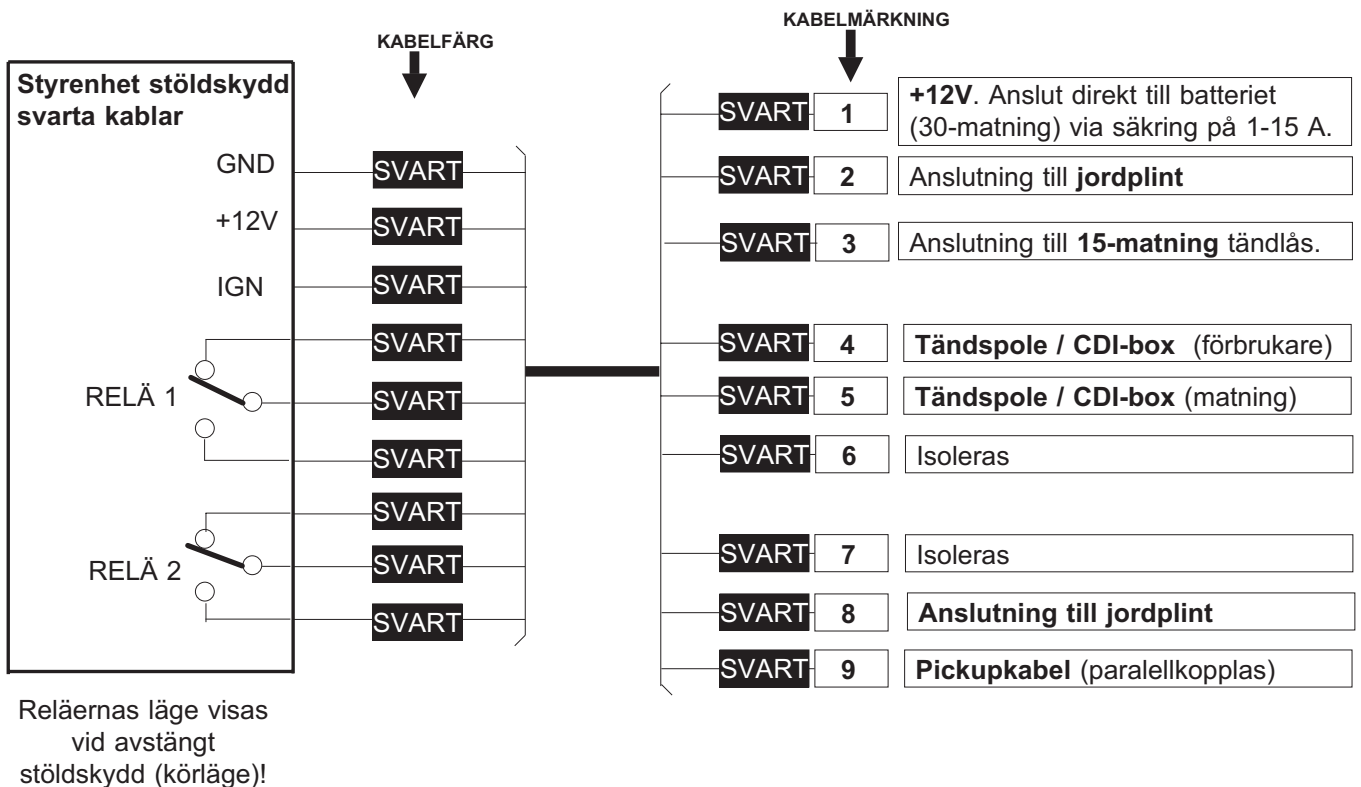 KABELMÄRKNING
KABELFÄRG
Styrenhet stöldskydd
svarta kablar
GND
SVART
+12V
SVART
IGN
SVART
SVART
RELÄ 1
SVART
SVART
SVART
RELÄ 2
SVART
SVART
Reläernas läge visas
vid avstängt
stöldskydd (körläge)!
SVART 1 +12V. Anslut direkt till batteriet
(30-matning) via säkring på 1-15 A.
SVART 2 Anslutning till jordplint
SVART 3 Anslutning till 15-matning tändlås.
SVART 4 Tändspole / CDI-box (förbrukare)
SVART 5 Tändspole / CDI-box (matning)
SVART 6 Isoleras
SVART 7 Isoleras
SVART 8 Anslutning till jordplint
SVART 9 Pickupkabel (paralellkopplas)